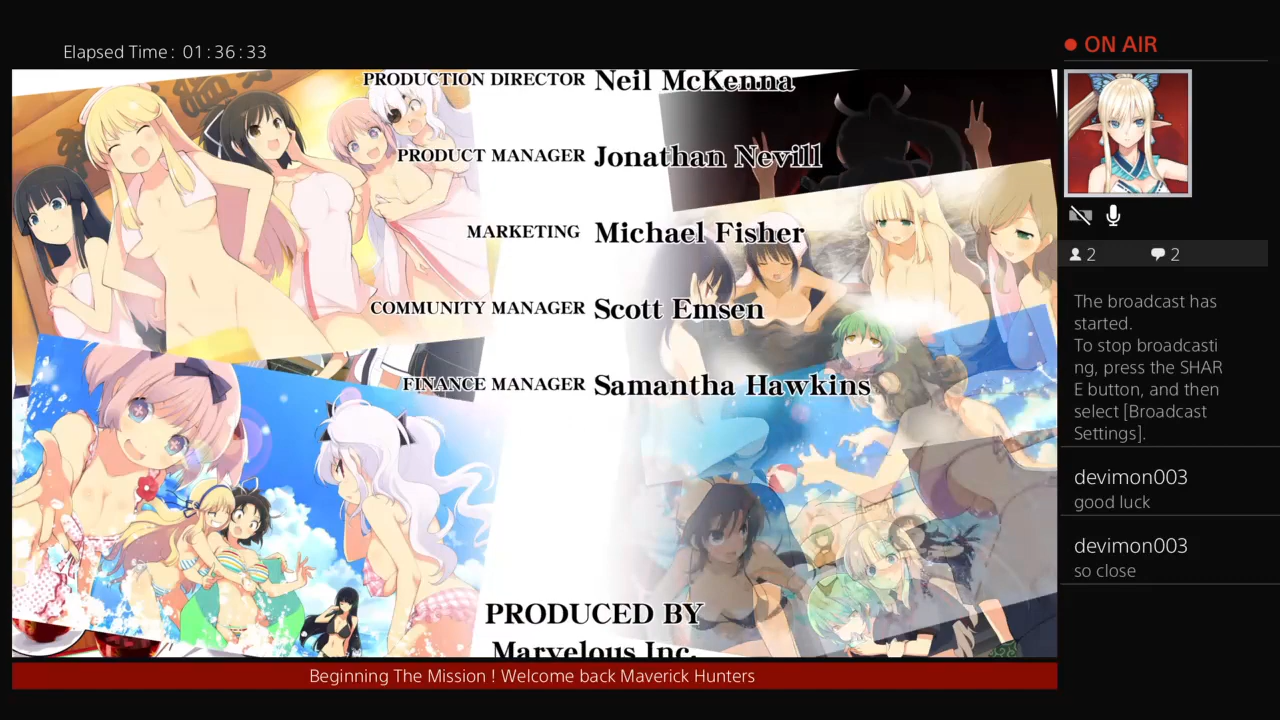 Elapsed Time: 01:36:33
ON AIR
PRODUCTION DIRECTOR Neil McKenna
PRODUCT MANAGER Jonathan Nevill
MARKETING Michael Fisher
COMMUNITY MANAGER Scott Emsen
FINANCE MANAGER Samantha Hawkins
PRODUCED BY
Marvelous Inc.
2 2
The broadcast has
started.
To stop broadcasti
ng, press the SHAR
E button, and then
select [Broadcast
Settings].
devimon003
good luck
devimon003
so close
Beginning The Mission ! Welcome back Maverick Hunters